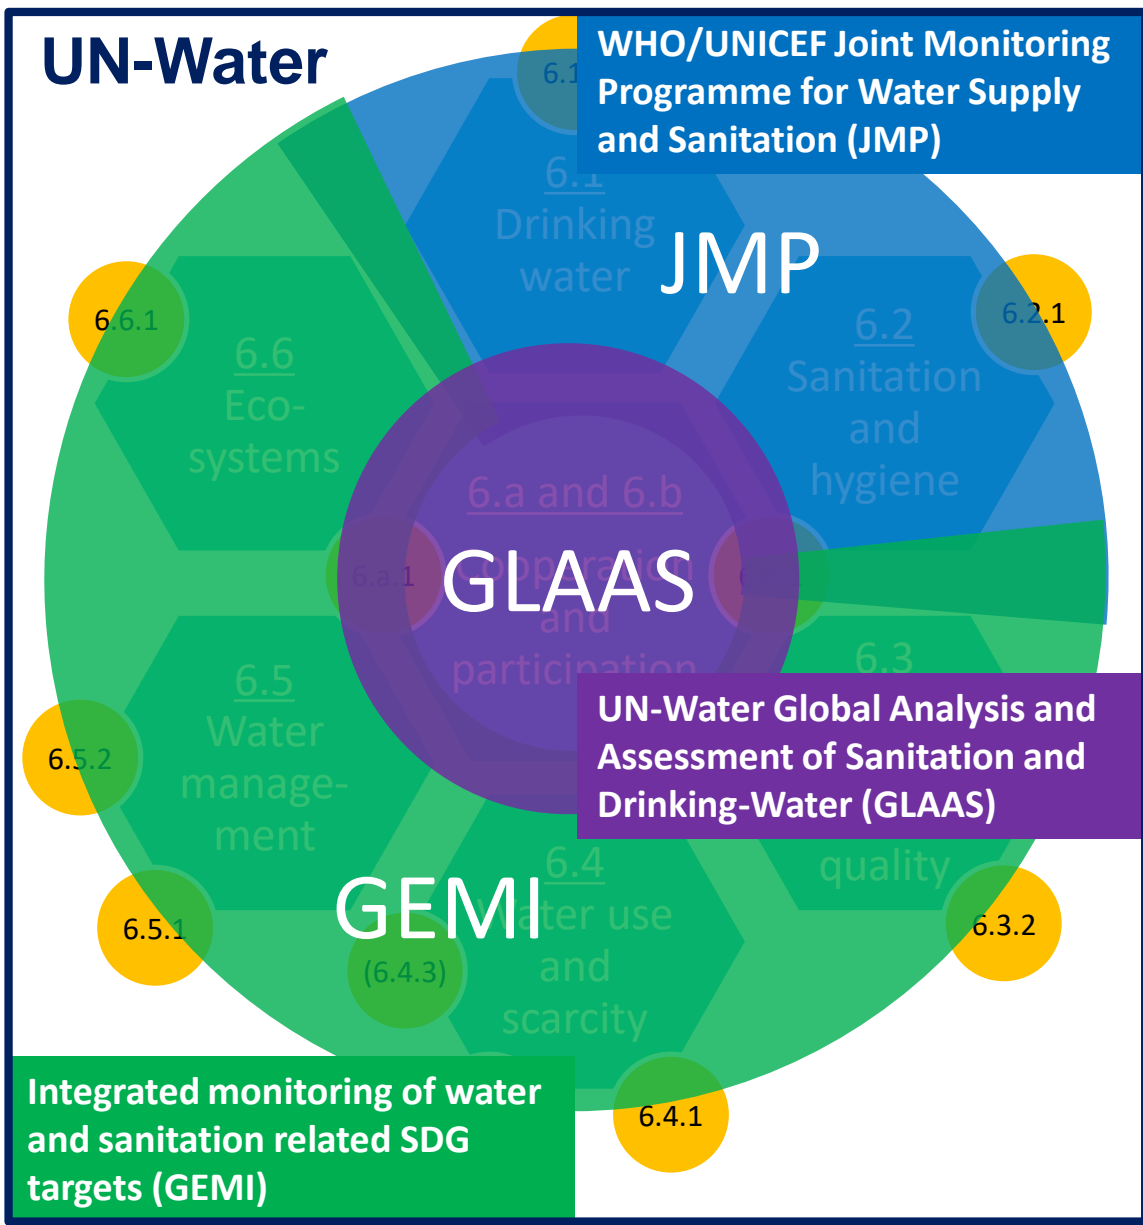 UN-Water
WHO/UNICEF Joint Monitoring
Programme for Water Supply
and Sanitation (JMP)
6.1
Drinking
water
JMP
6.6.1
6.2.1
6.6
Eco-
systems
6.2
Sanitation
and
hygiene
6.a and 6.b
6.a.1
Cooperation
and
participation
GLAAS
6.3
quality
UN-Water Global Analysis and
Assessment of Sanitation and
Drinking-Water (GLAAS)
6.5
Water
manage-
ment
6.5.2
6.5.1
GEMI
(6.4.3)
6.4
Water use
and
scarcity
6.3.2
6.4.1
Integrated monitoring of water
and sanitation related SDG
targets (GEMI)